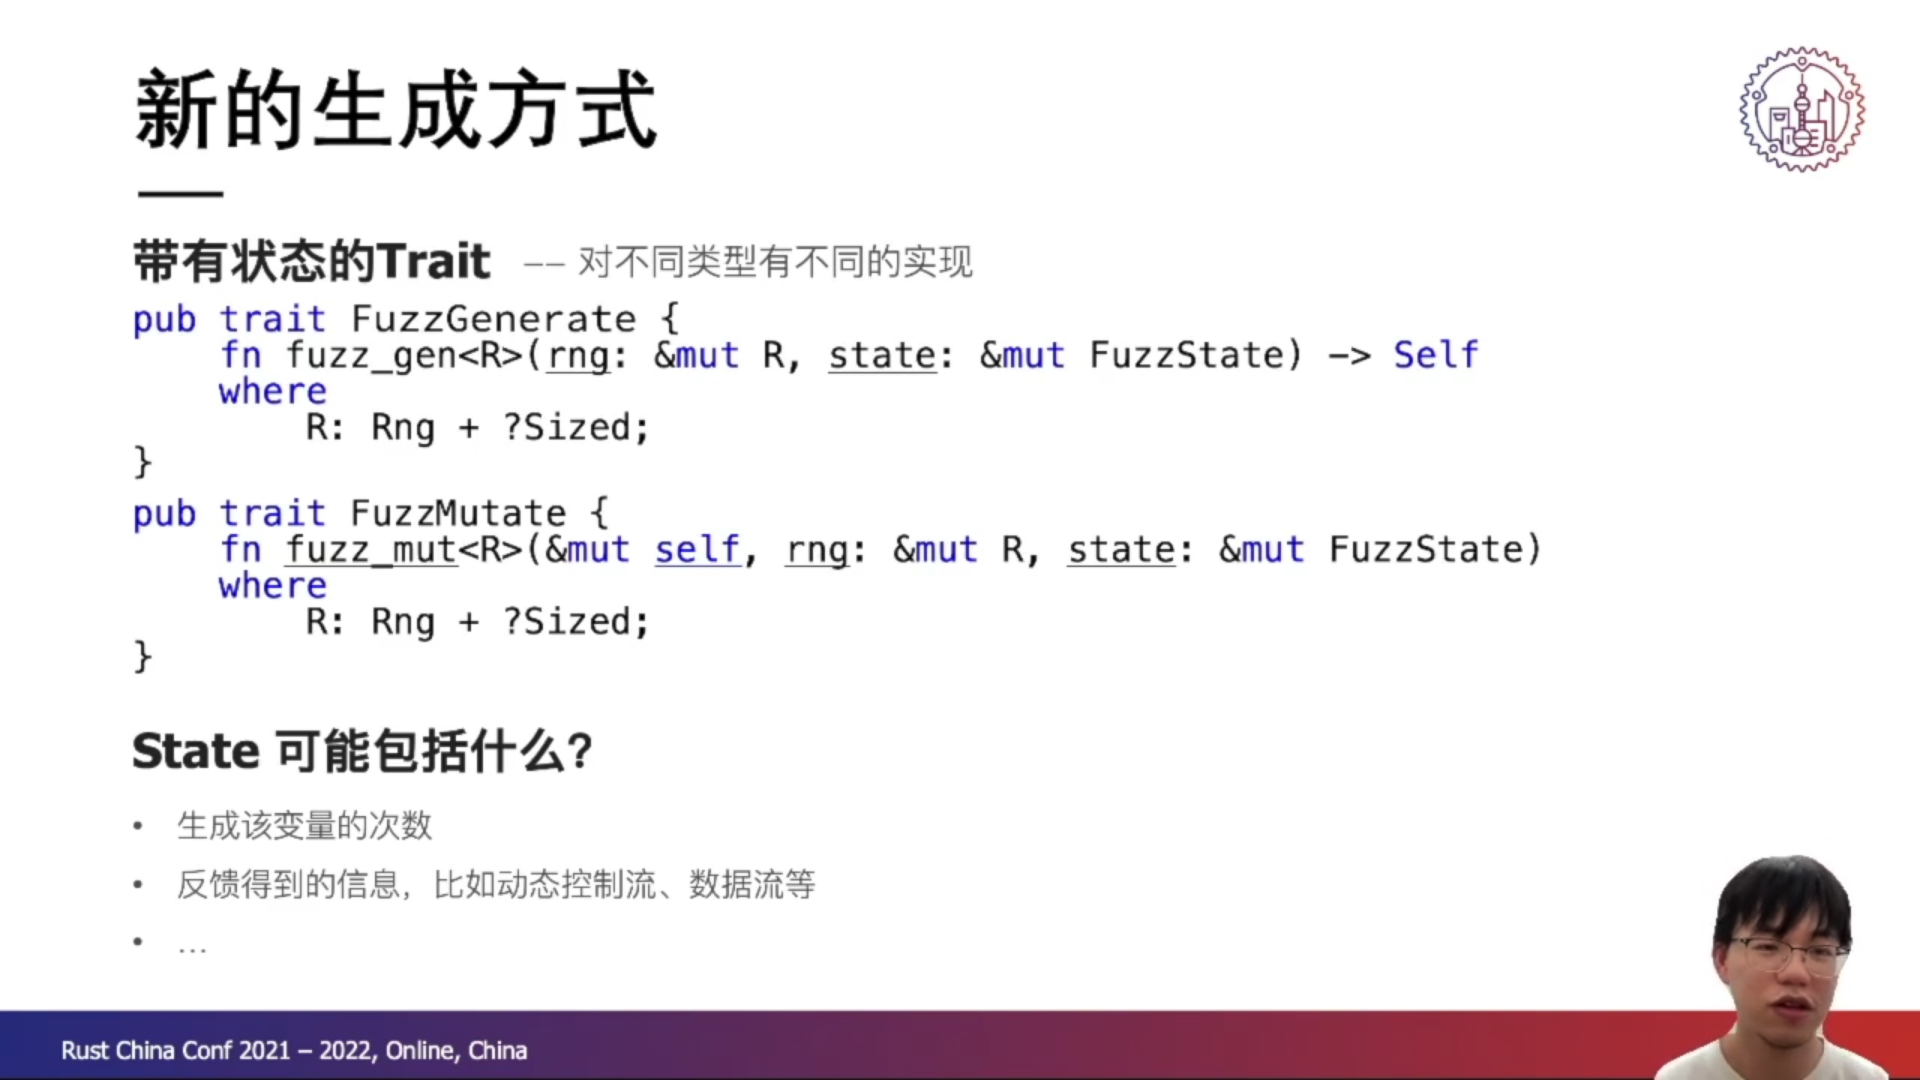 新的生成方式
带有状态的Trait -- 对不同类型有不同的实现
pub trait FuzzGenerate {
    fn fuzz_gen<R>(rng: &mut R, state: &mut FuzzState) -> Self
    where
        R: Rng + ?Sized;
}
pub trait FuzzMutate {
    fn fuzz_mut<R>(&mut self, rng: &mut R, state: &mut FuzzState)
    where
        R: Rng + ?Sized;
}
State 可能包括什么?
• 生成该变量的次数
• 反馈得到的信息，比如动态控制流、数据流等
• ...
Rust China Conf 2021 – 2022, Online, China